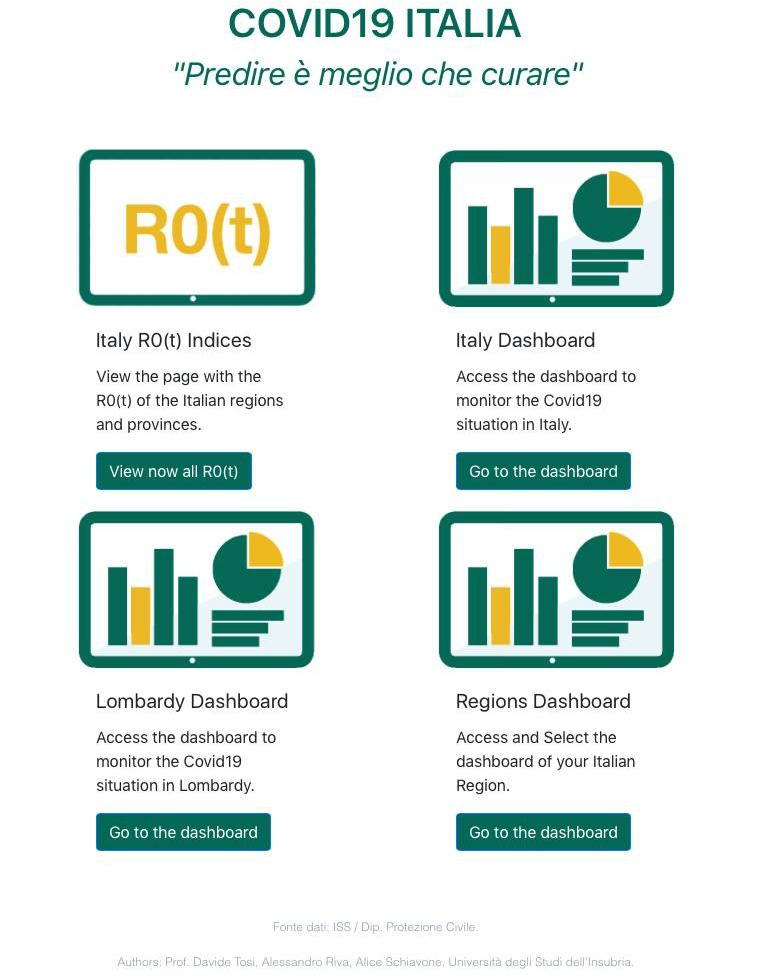 COVID19 ITALIA
"Predire è meglio che curare"
R0(t)
Italy R0(t) Indices
View the page with the
R0(t) of the Italian regions
and provinces.
View now all R0(t)
Italy Dashboard
Access the dashboard to
monitor the Covid19
situation in Italy.
Go to the dashboard
Lombardy Dashboard
Access the dashboard to
monitor the Covid19
situation in Lombardy.
Go to the dashboard
Regions Dashboard
Access and Select the
dashboard of your Italian
Region.
Go to the dashboard
Fonte dati: ISS / Dip. Protezione Civile.
Authors: Prof. Davide Tosi, Alessandro Riva, Alice Schiavone, Università degli Studi dell'Insubria.